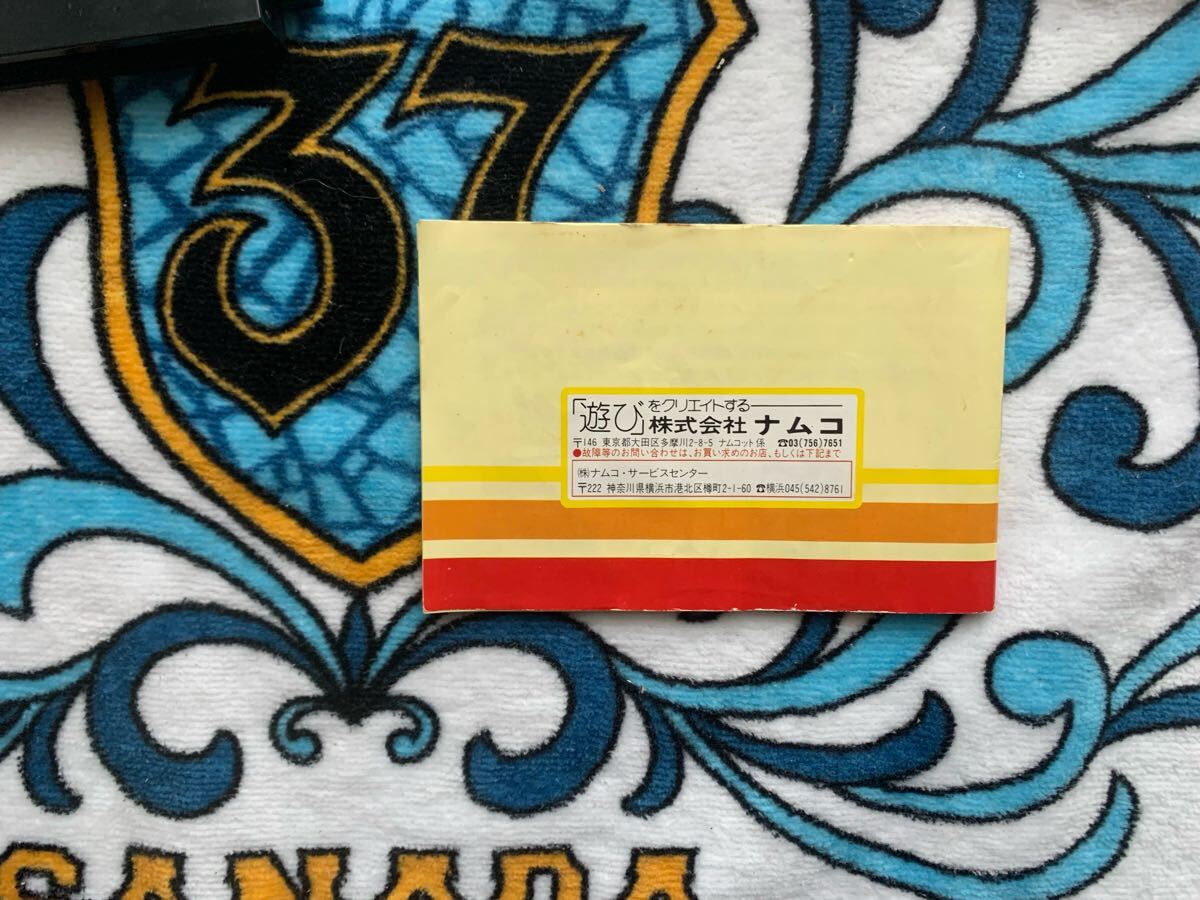 37
「遊び」をクリエイトする
株式会社 ナムコ
〒146 東京都大田区多摩川2-8-5 ナムコット係 ☎03(756)7651
●故障等のお問い合わせは、お買い求めのお店、もしくは下記まで
(株)ナムコ・サービスセンター
〒222 神奈川県横浜市港北区樽町2-1-60 ☎横浜045(542)8761
SANADA